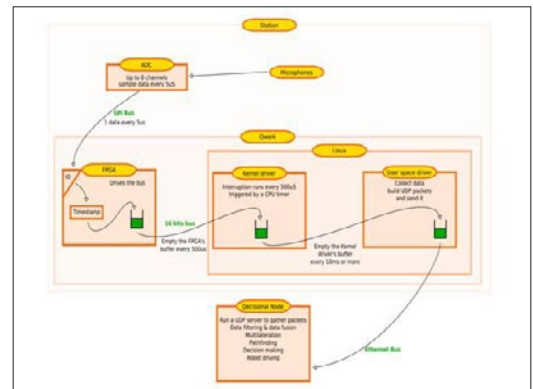 Station
ADC
Up to 8 channels
sample data every 5uS
Microphones
SPI Bus
1 data every 5us
Qwark
Linux
FPGA
Drives the bus
IO
Timestamp
16 bits bus
Empty the FPGA's
buffer every 500us
Kernel driver
Interruption runs every 500uS
triggered by a CPU timer
Empty the Kernel
driver's buffer
every 10ms or more
User space driver
Collect data
build UDP packets
and send it
Ethernet Bus
Decisional Node
Run a UDP server to gather packets
Data filtering & data fusion
Multilateration
Pathfinding
Decision making
Robot driving